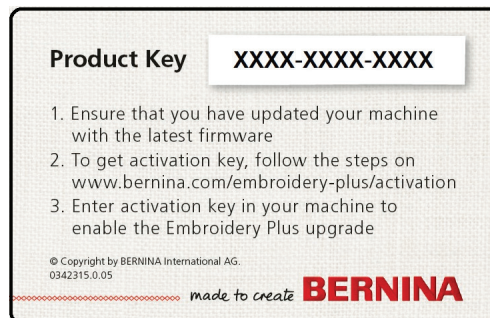 Product Key XXXX-XXXX-XXXX
1. Ensure that you have updated your machine
with the latest firmware
2. To get activation key, follow the steps on
www.bernina.com/embroidery-plus/activation
3. Enter activation key in your machine to
enable the Embroidery Plus upgrade
© Copyright by BERNINA International AG.
0342315.0.05
made to create BERNINA